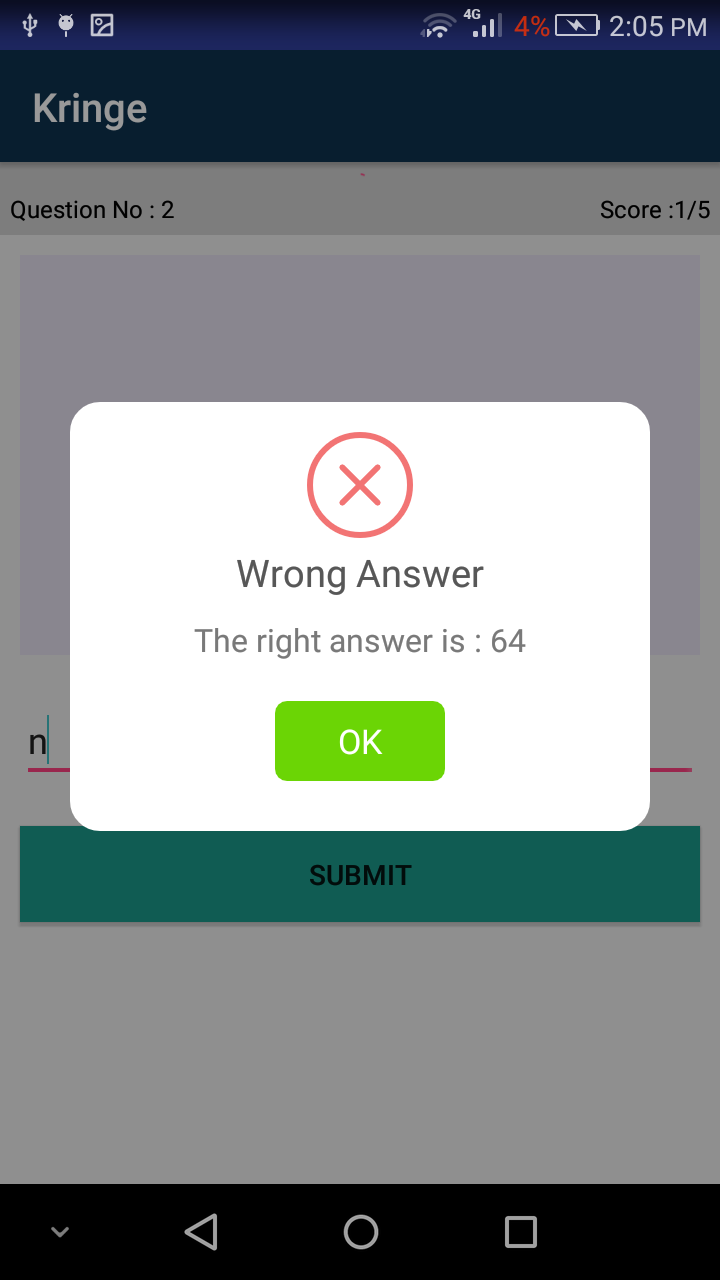 4G 4% 2:05 PM
Kringe
Question No : 2
Score :1/5
Wrong Answer
The right answer is : 64
OK
n
SUBMIT